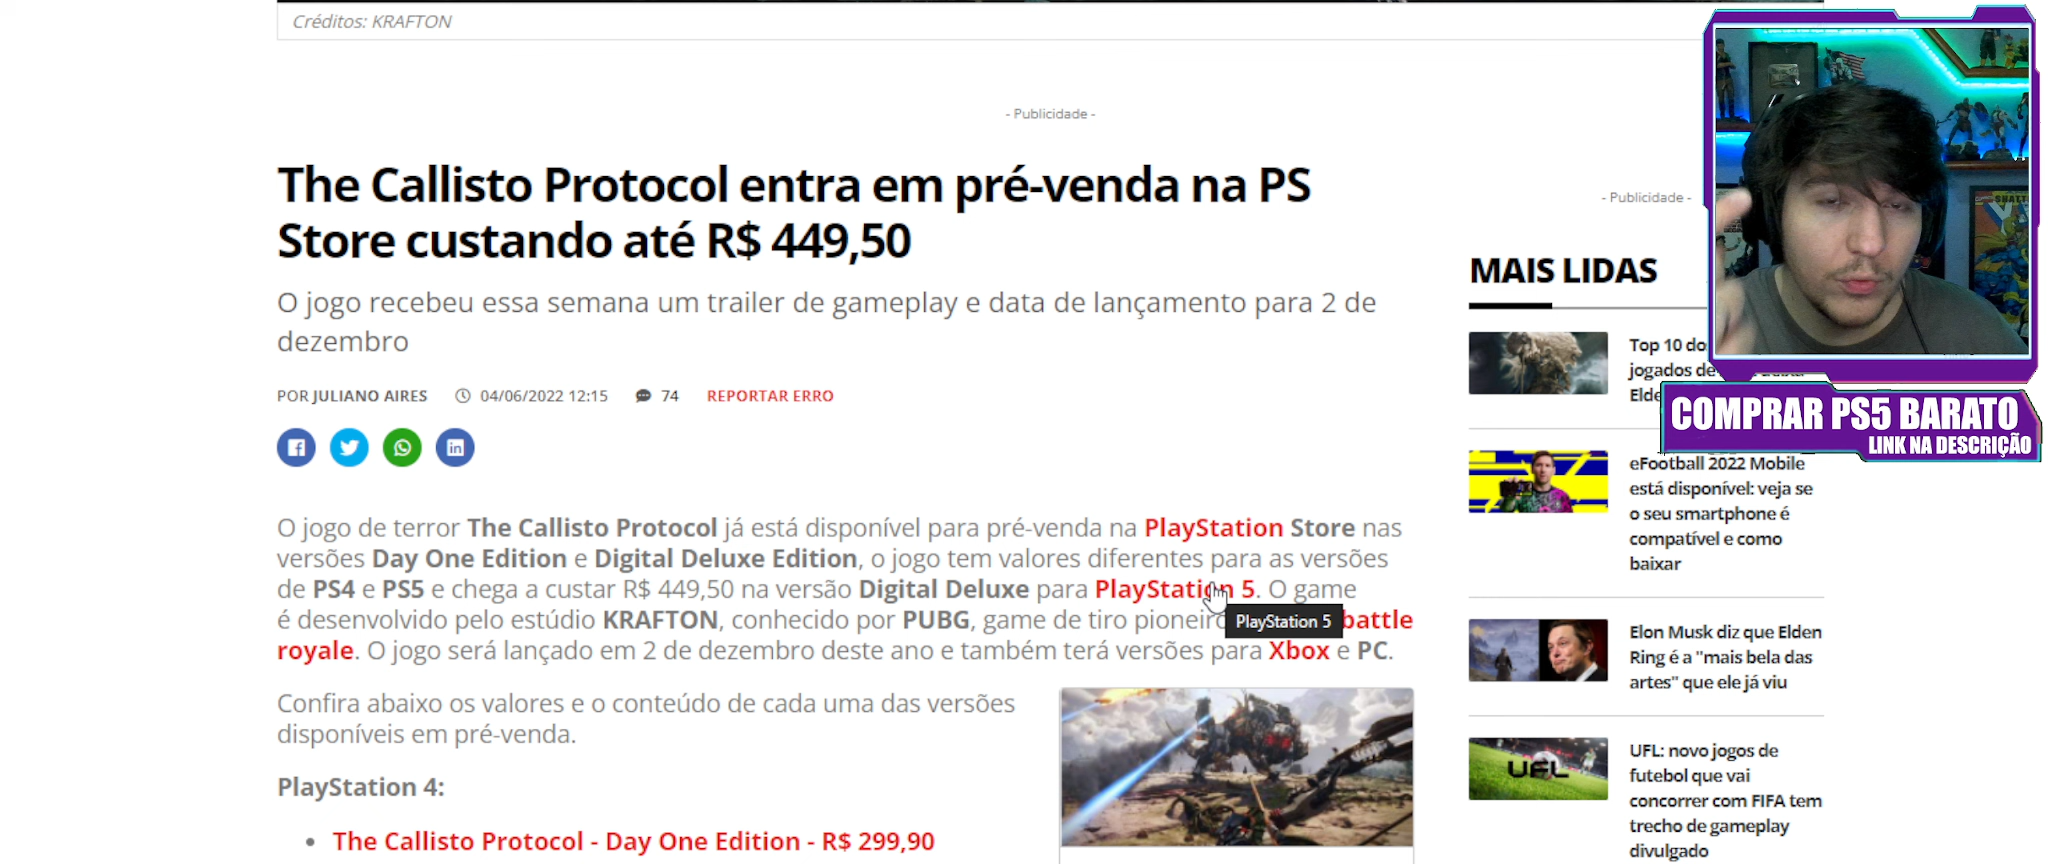 Créditos: KRAFTON
- Publicidade -
The Callisto Protocol entra em pré-venda na PS
Store custando até R$ 449,50
O jogo recebeu essa semana um trailer de gameplay e data de lançamento para 2 de
dezembro
POR JULIANO AIRES 04/06/2022 12:15 74 REPORTAR ERRO
O jogo de terror The Callisto Protocol já está disponível para pré-venda na PlayStation Store nas
versões Day One Edition e Digital Deluxe Edition, o jogo tem valores diferentes para as versões
de PS4 e PS5 e chega a custar R$ 449,50 na versão Digital Deluxe para PlayStation 5. O game
é desenvolvido pelo estúdio KRAFTON, conhecido por PUBG, game de tiro pioneiro battle
royale. O jogo será lançado em 2 de dezembro deste ano e também terá versões para Xbox e PC.
PlayStation 5
Confira abaixo os valores e o conteúdo de cada uma das versões
disponíveis em pré-venda.
PlayStation 4:
• The Callisto Protocol - Day One Edition - R$ 299,90
- Publicidade -
MAIS LIDAS
Top 10 do
jogados de
Elde
eFootball 2022 Mobile
está disponível: veja se
o seu smartphone é
compatível e como
baixar
Elon Musk diz que Elden
Ring é a "mais bela das
artes" que ele já viu
UFL
UFL: novo jogos de
futebol que vai
concorrer com FIFA tem
trecho de gameplay
divulgado
COMPRAR PS5 BARATO
LINK NA DESCRIÇÃO